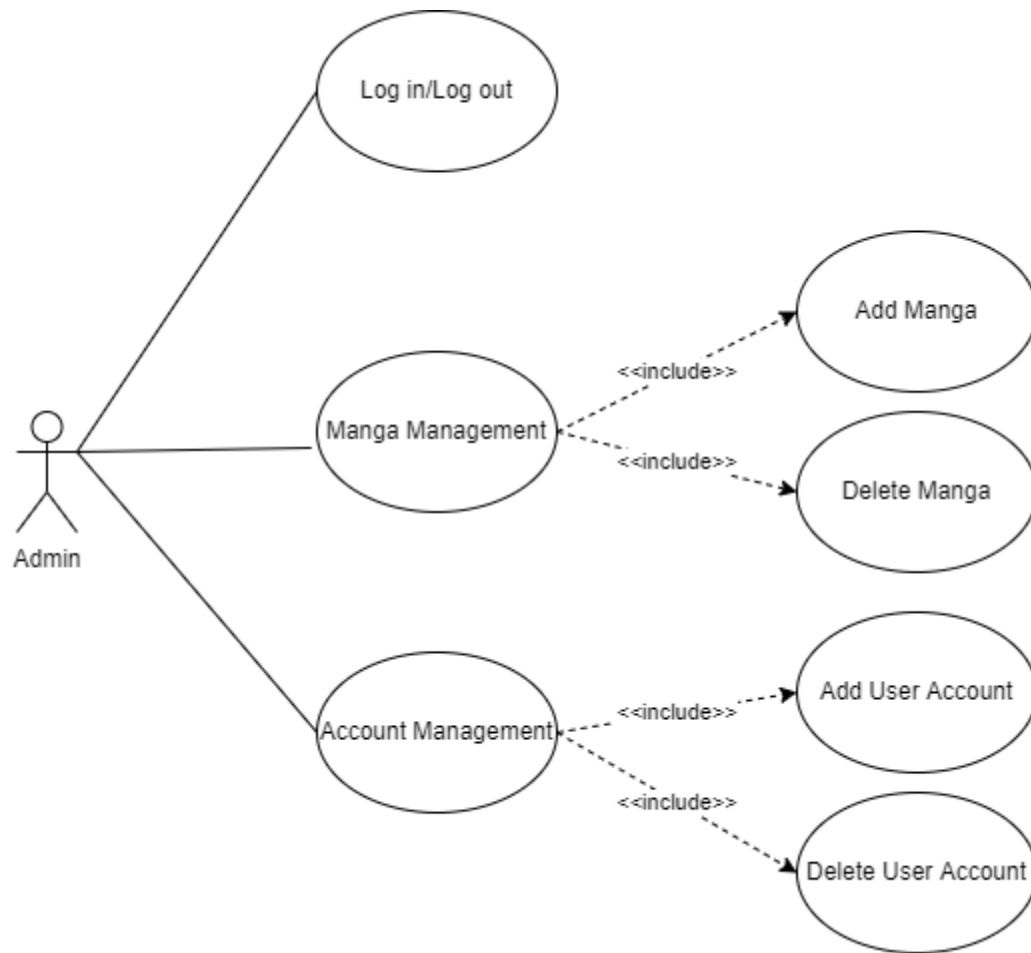 Log in/Log out
Add Manga
<<include>>
Manga Management
<<include>>
Delete Manga
Admin
Add User Account
<<include>>
Account Management
<<include>>
Delete User Account